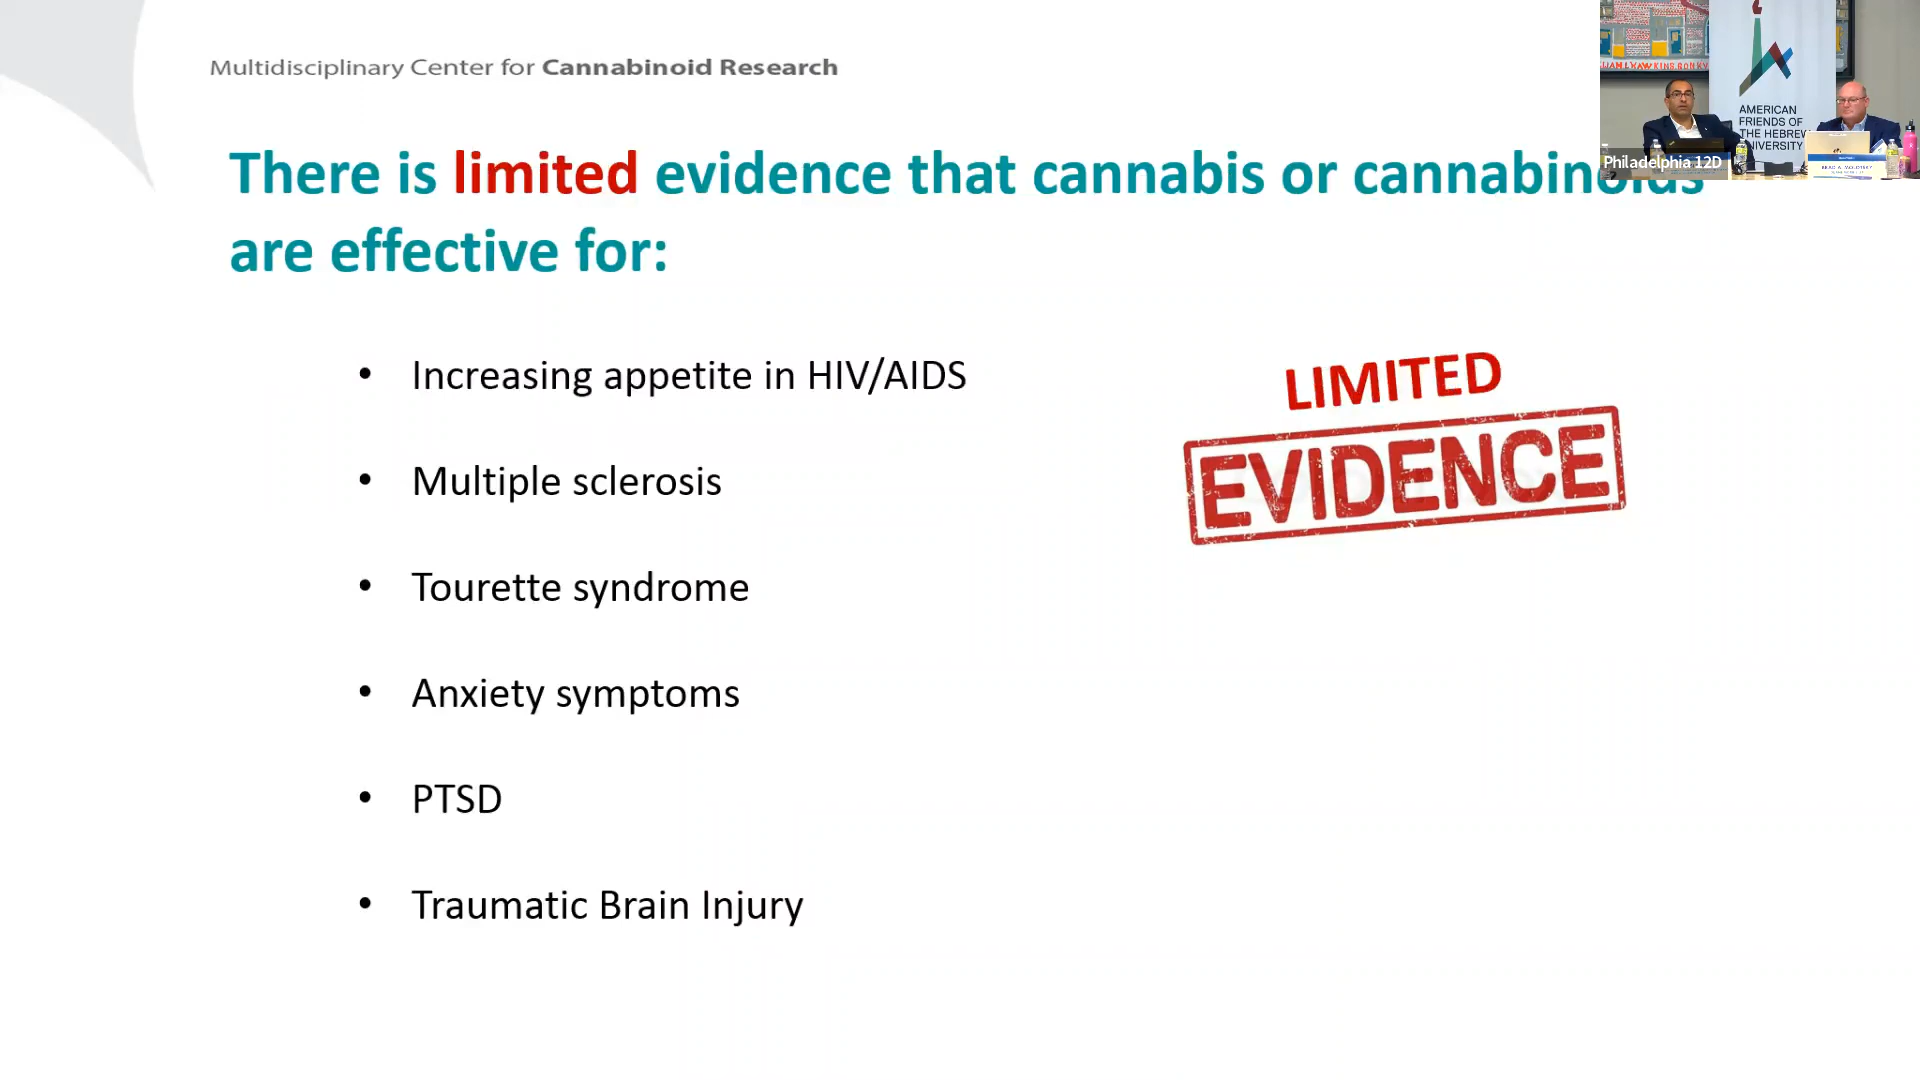 Multidisciplinary Center for Cannabinoid Research
There is limited evidence that cannabis or cannabinoids
are effective for:
• Increasing appetite in HIV/AIDS
• Multiple sclerosis
• Tourette syndrome
• Anxiety symptoms
• PTSD
• Traumatic Brain Injury
LIMITED
EVIDENCE
AMERICAN
FRIENDS OF
THE HEBREW
UNIVERSITY
Philadelphia 12D